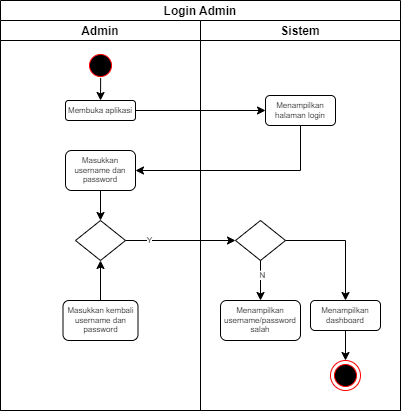 Login Admin
Admin
Sistem
Membuka aplikasi
Menampilkan
halaman login
Masukkan
username dan
password
Y
N
Masukkan kembali
username dan
password
Menampilkan
username/password
salah
Menampilkan
dashboard